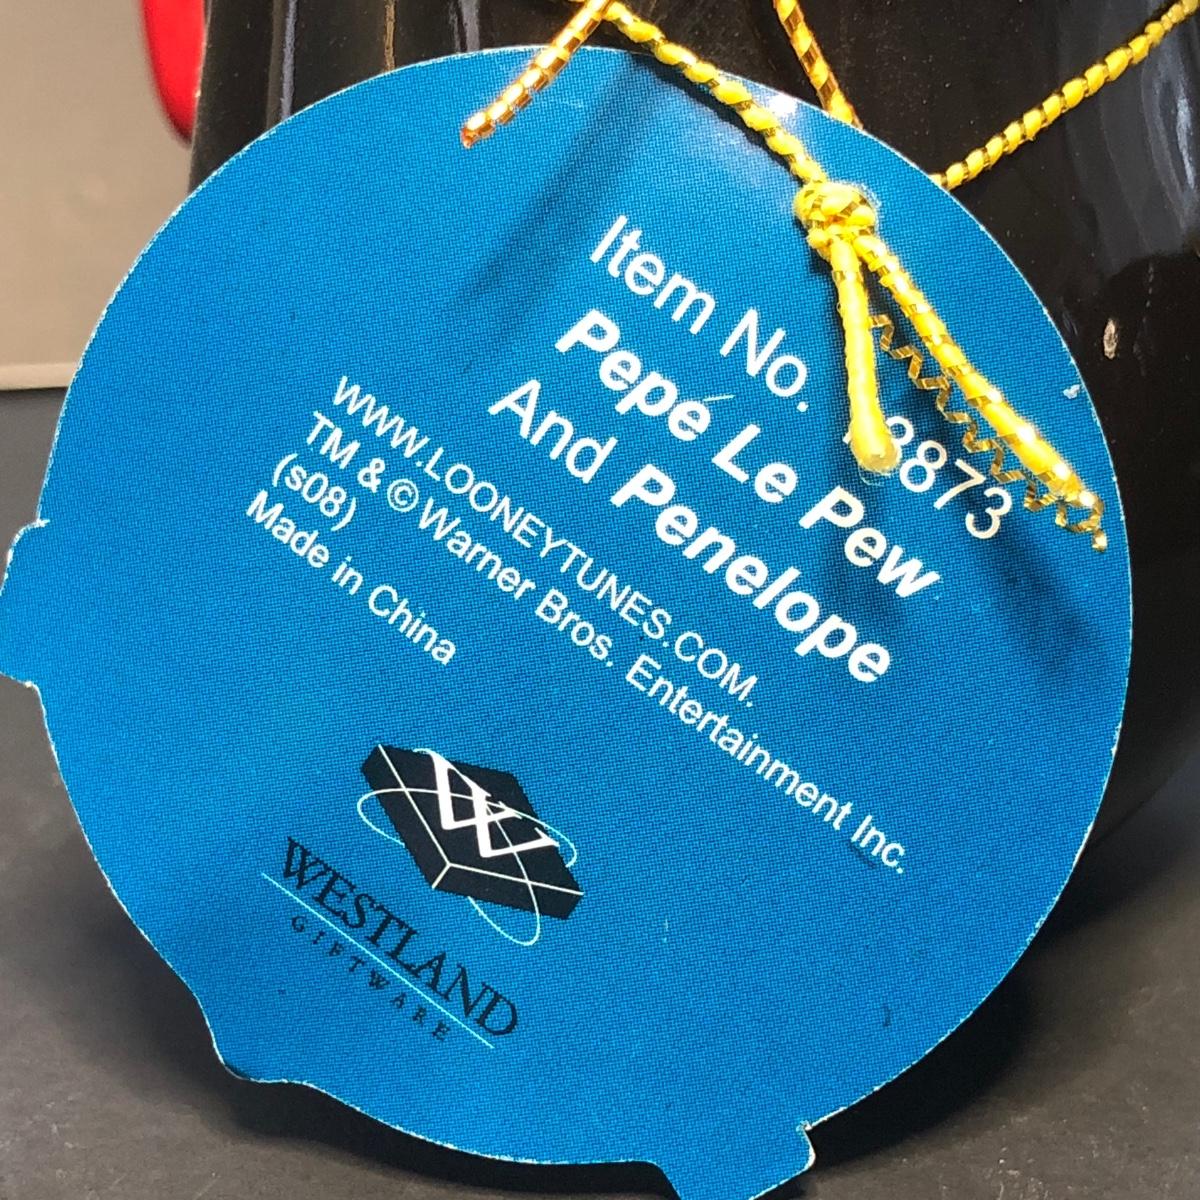 Item No. 8873
Pepé Le Pew
And Penelope
WWW.LOONEYTUNES.COM.
TM & © Warner Bros. Entertainment Inc.
(s08)
Made in China
W
WESTLAND
GIFTWARE